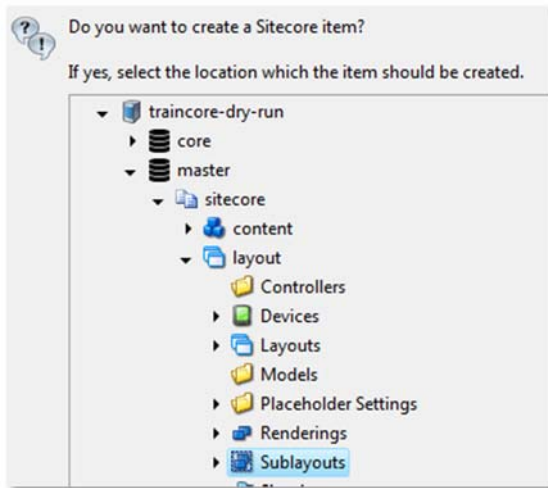 Do you want to create a Sitecore item?
If yes, select the location which the item should be created.
traincore-dry-run
core
master
sitecore
content
layout
Controllers
Devices
Layouts
Models
Placeholder Settings
Renderings
Sublayouts